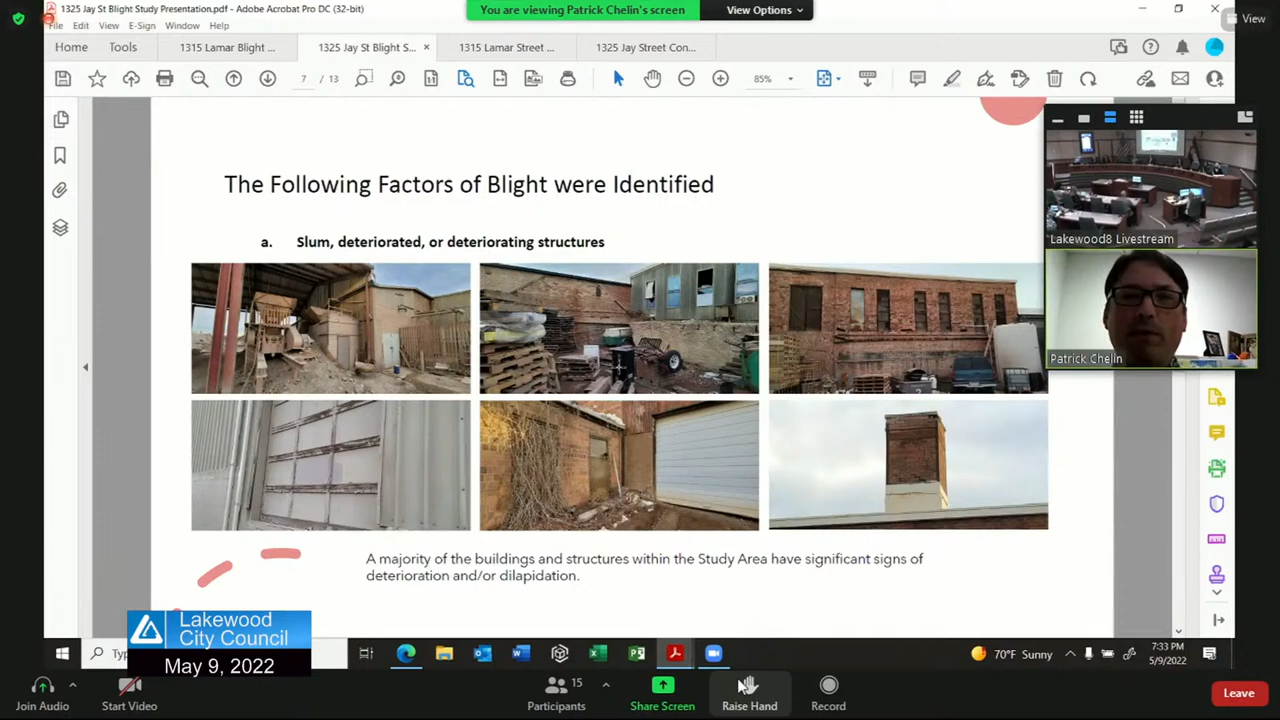 1325 Jay St Blight Study Presentation.pdf - Adobe Acrobat Pro DC (32-bit)
You are viewing Patrick Chelin's screen
View Options
View
File Edit View E-Sign Window Help
Home Tools 1315 Lamar Blight ... 1325 Jay St Blight S... × 1315 Lamar Street ... 1325 Jay Street Con...
7 / 13 85%
The Following Factors of Blight were Identified
a. Slum, deteriorated, or deteriorating structures
Lakewood8 Livestream
Patrick Chelin
A majority of the buildings and structures within the Study Area have significant signs of
deterioration and/or dilapidation.
Lakewood
City Council
May 9, 2022
Typ
70°F Sunny
7:33 PM
5/9/2022
Join Audio
Start Video
15
Participants
Share Screen
Raise Hand
Record
Leave